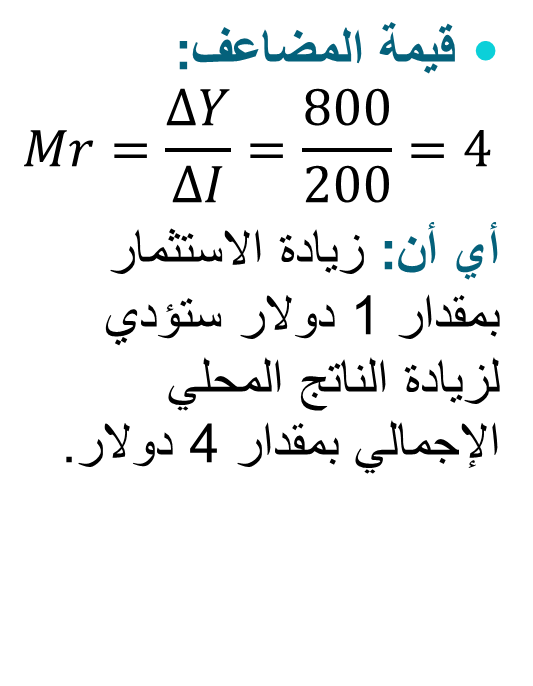 • قيمة المضاعف:
Mr = ΔY/ΔI = 800/200 = 4
أي أن: زيادة الاستثمار
بمقدار 1 دولار ستؤدي
لزيادة الناتج المحلي
الإجمالي بمقدار 4 دولار.